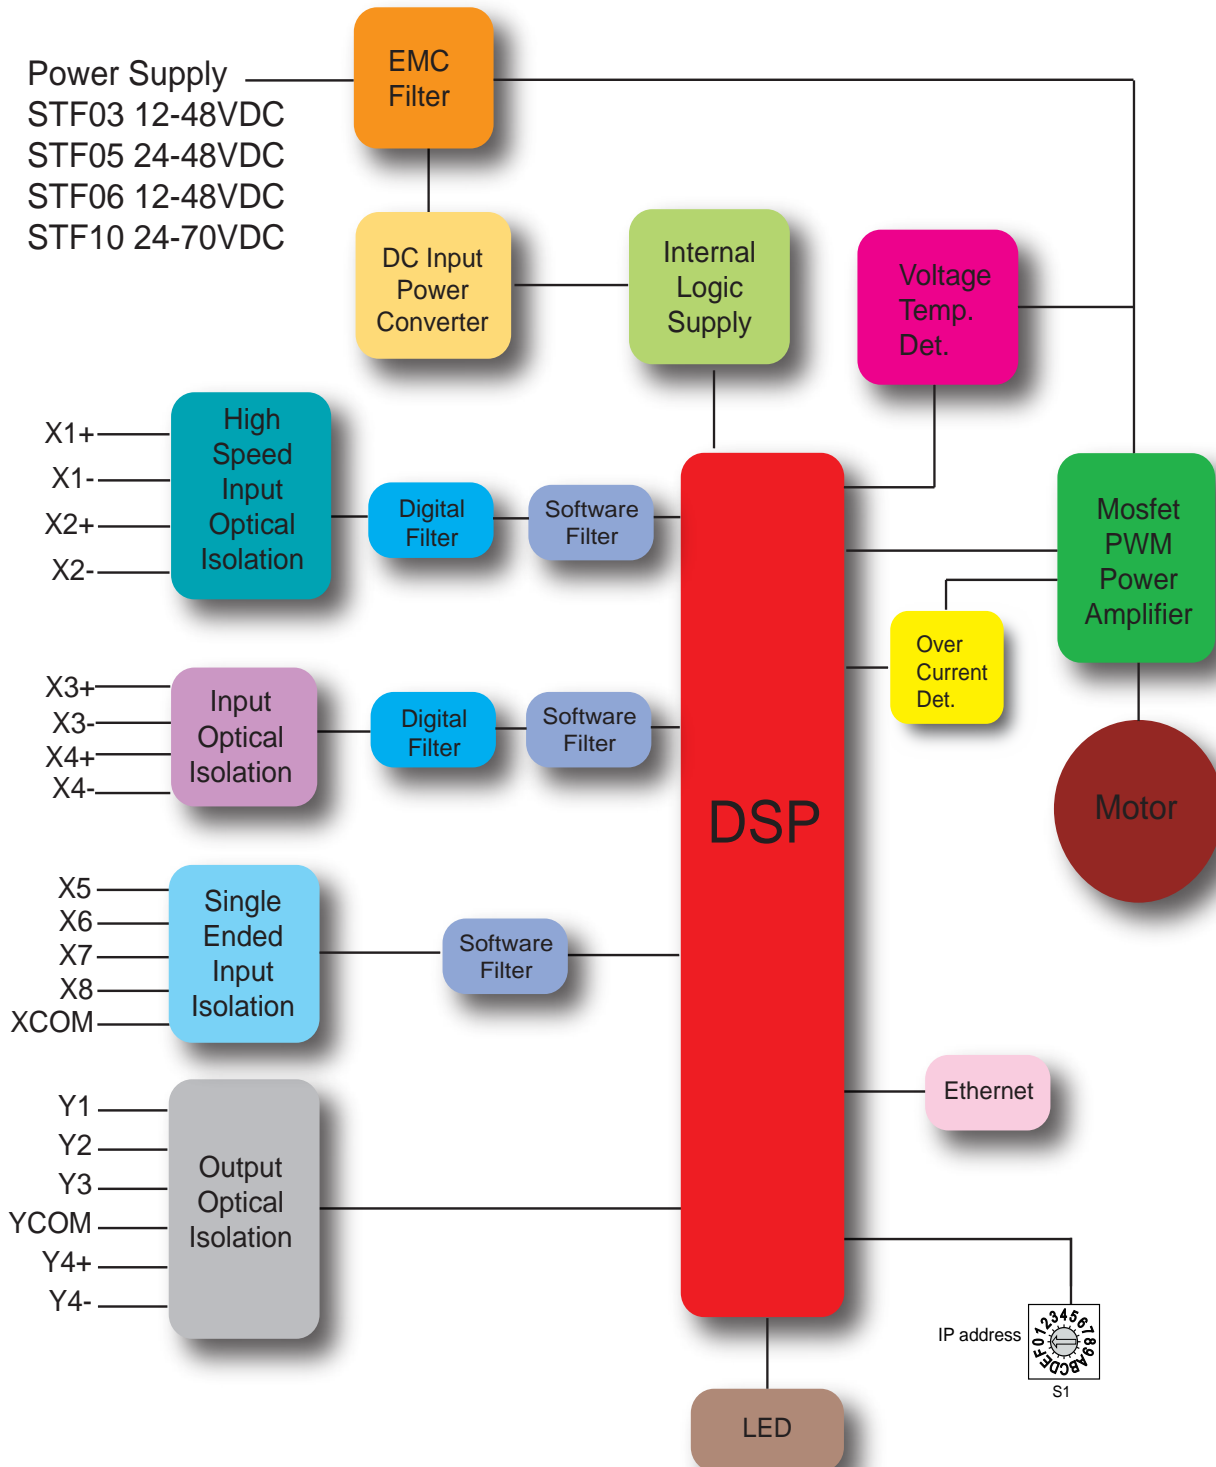 Power Supply
STF03 12-48VDC
STF05 24-48VDC
STF06 12-48VDC
STF10 24-70VDC
EMC
Filter
DC Input
Power
Converter
Internal
Logic
Supply
Voltage
Temp.
Det.
X1+
X1-
X2+
X2-
High
Speed
Input
Optical
Isolation
Digital
Filter
Software
Filter
Mosfet
PWM
Power
Amplifier
Over
Current
Det.
X3+
X3-
X4+
X4-
Input
Optical
Isolation
Digital
Filter
Software
Filter
DSP
Motor
X5
X6
X7
X8
XCOM
Single
Ended
Input
Isolation
Software
Filter
Ethernet
Y1
Y2
Y3
YCOM
Y4+
Y4-
Output
Optical
Isolation
IP address
0123456789ABCDEF
S1
LED